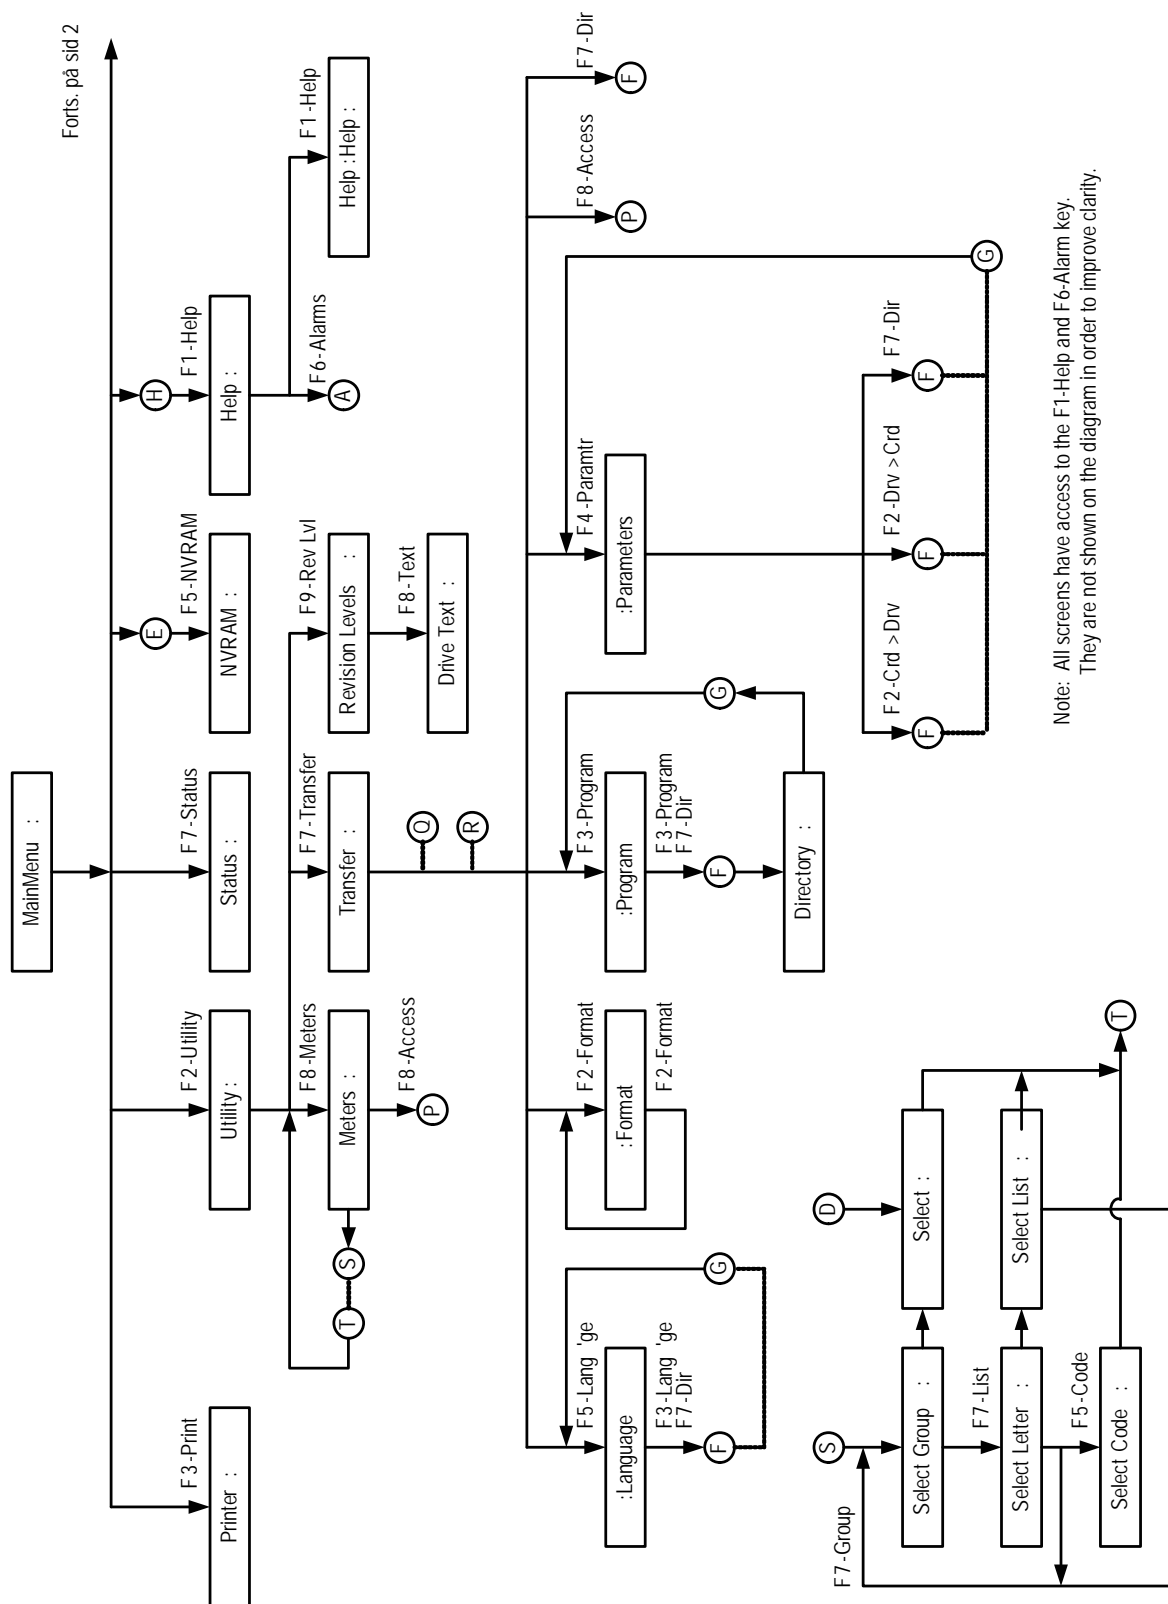 Forts. på sid 2
MainMenu :
F3-Print
F2-Utility
F7-Status
F5-NVRAM
F1-Help
H
E
Printer :
Utility :
Status :
NVRAM :
Help :
F8-Meters
F7-Transfer
F9-Rev Lvl
F6-Alarms
F1-Help
T
S
Meters :
Transfer :
Revision Levels :
A
Help :Help :
F8-Access
P
Q
R
F8-Text
Drive Text :
F5-Lang 'ge
F2-Format
F3-Program
F4-Paramtr
F8-Access
F7-Dir
:Language
:Format
:Program
:Parameters
P
F
F3-Lang 'ge
F7-Dir
F2-Format
F3-Program
F7-Dir
F
G
F
G
Directory :
F2-Crd >Drv
F2-Drv >Crd
F7-Dir
F
F
F
G
S
D
F7-Group
Select Group :
Select :
F7-List
Select Letter :
Select List :
F5-Code
Select Code :
T
Note: All screens have access to the F1-Help and F6-Alarm key.
They are not shown on the diagram in order to improve clarity.